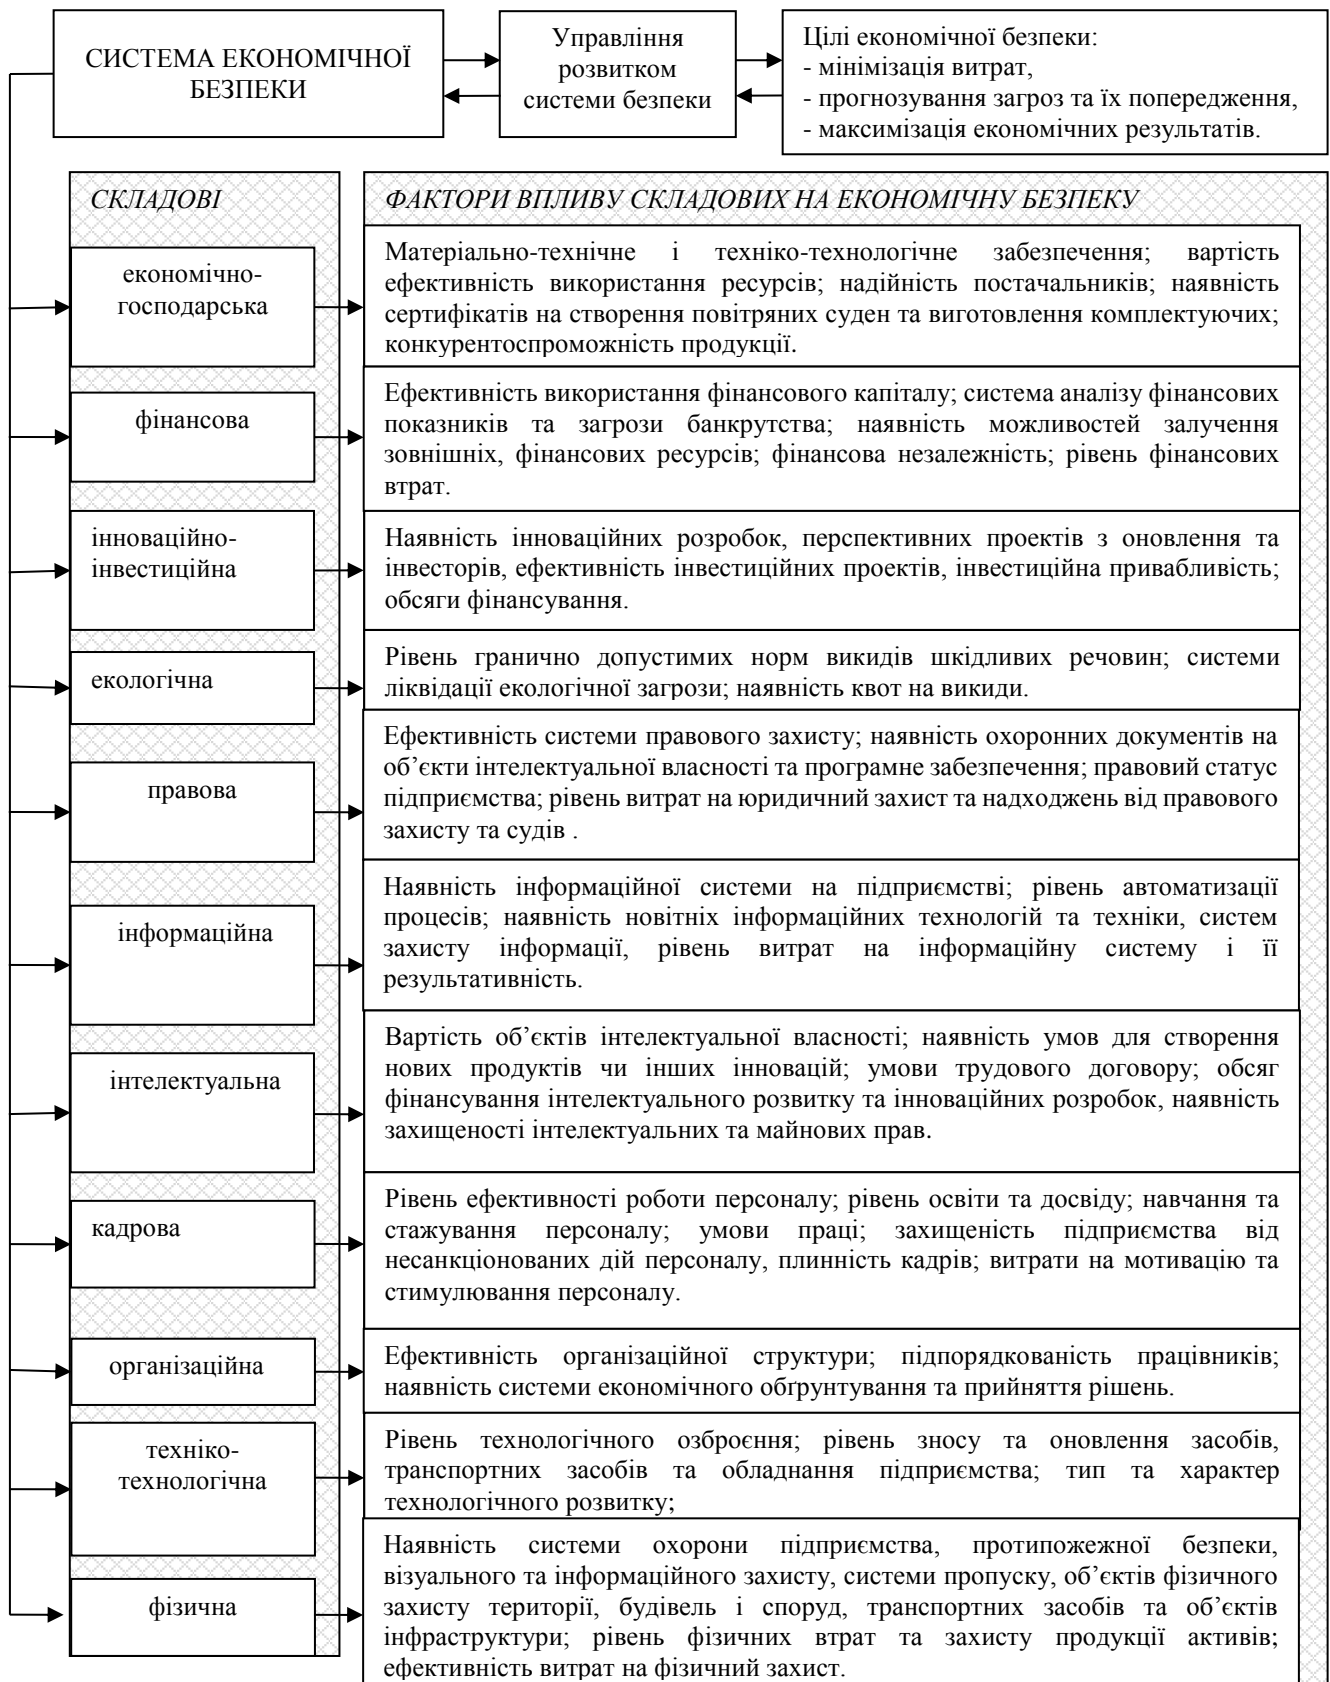 СИСТЕМА ЕКОНОМІЧНОЇ
БЕЗПЕКИ
Управління
розвитком
системи безпеки
Цілі економічної безпеки:
- мінімізація витрат,
- прогнозування загроз та їх попередження,
- максимізація економічних результатів.
СКЛАДОВІ
ФАКТОРИ ВПЛИВУ СКЛАДОВИХ НА ЕКОНОМІЧНУ БЕЗПЕКУ
економічно-
господарська
Матеріально-технічне і техніко-технологічне забезпечення; вартість
ефективність використання ресурсів; надійність постачальників; наявність
сертифікатів на створення повітряних суден та виготовлення комплектуючих;
конкурентоспроможність продукції.
фінансова
Ефективність використання фінансового капіталу; система аналізу фінансових
показників та загрози банкрутства; наявність можливостей залучення
зовнішніх, фінансових ресурсів; фінансова незалежність; рівень фінансових
втрат.
інноваційно-
інвестиційна
Наявність інноваційних розробок, перспективних проектів з оновлення та
інвесторів, ефективність інвестиційних проектів, інвестиційна привабливість;
обсяги фінансування.
екологічна
Рівень гранично допустимих норм викидів шкідливих речовин; системи
ліквідації екологічної загрози; наявність квот на викиди.
правова
Ефективність системи правового захисту; наявність охоронних документів на
об’єкти інтелектуальної власності та програмне забезпечення; правовий статус
підприємства; рівень витрат на юридичний захист та надходжень від правового
захисту та судів .
інформаційна
Наявність інформаційної системи на підприємстві; рівень автоматизації
процесів; наявність новітніх інформаційних технологій та техніки, систем
захисту інформації, рівень витрат на інформаційну систему і її
результативність.
інтелектуальна
Вартість об’єктів інтелектуальної власності; наявність умов для створення
нових продуктів чи інших інновацій; умови трудового договору; обсяг
фінансування інтелектуального розвитку та інноваційних розробок, наявність
захищеності інтелектуальних та майнових прав.
кадрова
Рівень ефективності роботи персоналу; рівень освіти та досвіду; навчання та
стажування персоналу; умови праці; захищеність підприємства від
несанкціонованих дій персоналу, плинність кадрів; витрати на мотивацію та
стимулювання персоналу.
організаційна
Ефективність організаційної структури; підпорядкованість працівників;
наявність системи економічного обґрунтування та прийняття рішень.
техніко-
технологічна
Рівень технологічного озброєння; рівень зносу та оновлення засобів,
транспортних засобів та обладнання підприємства; тип та характер
технологічного розвитку;
фізична
Наявність системи охорони підприємства, протипожежної безпеки,
візуального та інформаційного захисту, системи пропуску, об’єктів фізичного
захисту території, будівель і споруд, транспортних засобів та об’єктів
інфраструктури; рівень фізичних втрат та захисту продукції активів;
ефективність витрат на фізичний захист.